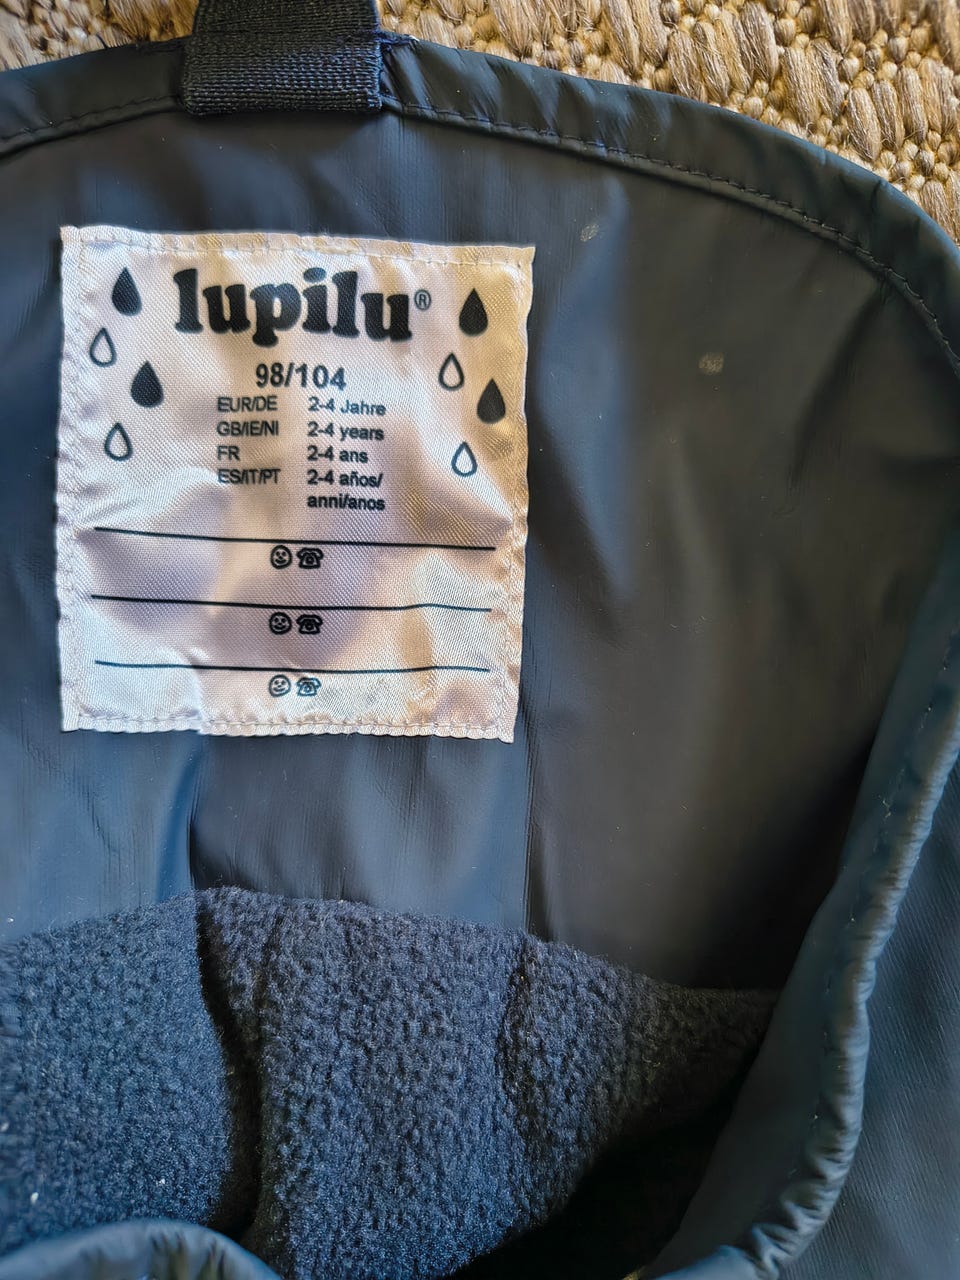 lupilu®
98/104
EUR/DE 2-4 Jahre
GB/IE/NI 2-4 years
FR 2-4 ans
ES/IT/PT 2-4 años/
anni/anos